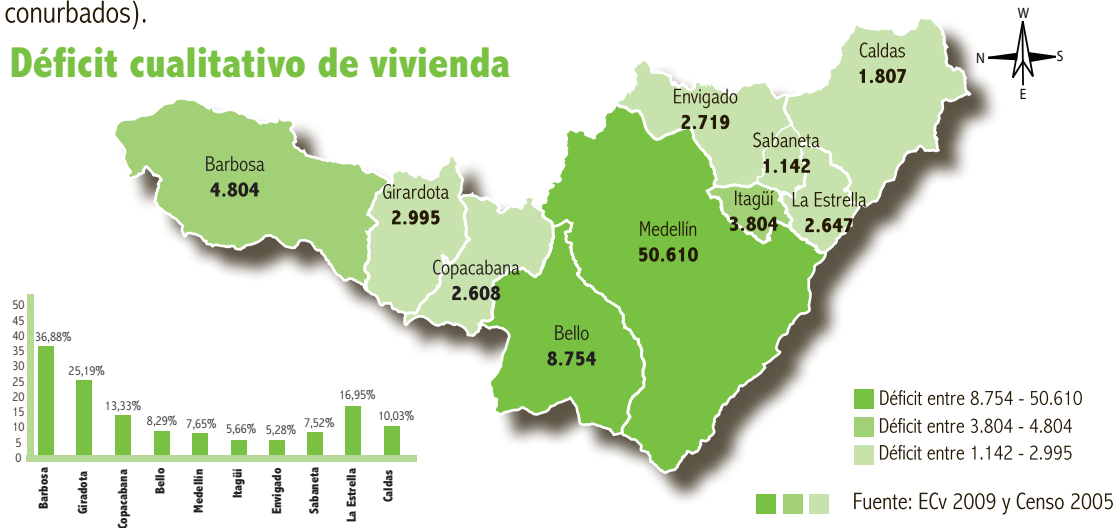 conurbados).
Déficit cualitativo de vivienda
W
N
S
E
Caldas
1.807
Envigado
2.719
Sabaneta
1.142
Barbosa
4.804
Girardota
2.995
Itagüí
3.804
La Estrella
2.647
Medellín
50.610
Copacabana
2.608
Bello
8.754
50
45
40
35
30
25
20
15
10
5
0
36,88%
25,19%
13,33%
8,29%
7,65%
5,66%
5,28%
7,52%
16,95%
10,03%
Barbosa
Giradota
Copacabana
Bello
Medellin
Itagüi
Envigado
Sabaneta
La Estrella
Caldas
Déficit entre 8.754 - 50.610
Déficit entre 3.804 - 4.804
Déficit entre 1.142 - 2.995
Fuente: ECv 2009 y Censo 2005